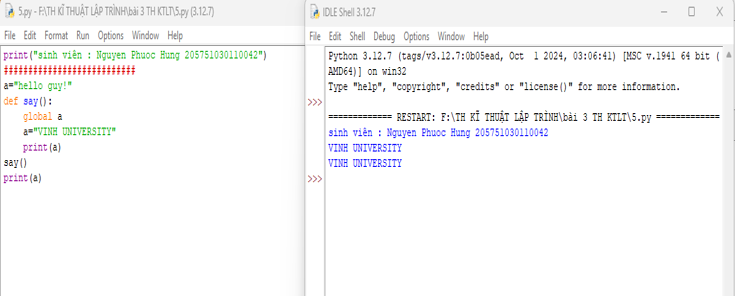 5.py - F:\TH KĨ THUẬT LẬP TRÌNH\bài 3 TH KTLT\5.py (3.12.7)
File Edit Format Run Options Window Help
print("sinh viên : Nguyen Phuoc Hung 205751030110042")
##########################
a="hello guy!"
def say():
    global a
    a="VINH UNIVERSITY"
    print(a)
say()
print(a)
IDLE Shell 3.12.7
File Edit Shell Debug Options Window Help
Python 3.12.7 (tags/v3.12.7:0b05ead, Oct  1 2024, 03:06:41) [MSC v.1941 64 bit (
AMD64)] on win32
Type "help", "copyright", "credits" or "license()" for more information.
>>>
============= RESTART: F:\TH KĨ THUẬT LẬP TRÌNH\bài 3 TH KTLT\5.py =============
sinh viên : Nguyen Phuoc Hung 205751030110042
VINH UNIVERSITY
VINH UNIVERSITY
>>>